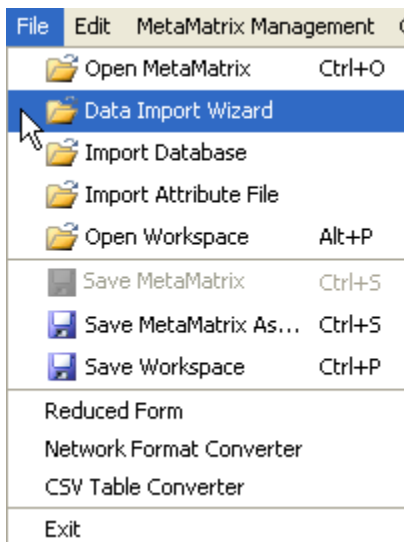 File Edit MetaMatrix Management
Open MetaMatrix Ctrl+O
Data Import Wizard
Import Database
Import Attribute File
Open Workspace Alt+P
Save MetaMatrix Ctrl+S
Save MetaMatrix As... Ctrl+S
Save Workspace Ctrl+P
Reduced Form
Network Format Converter
CSV Table Converter
Exit